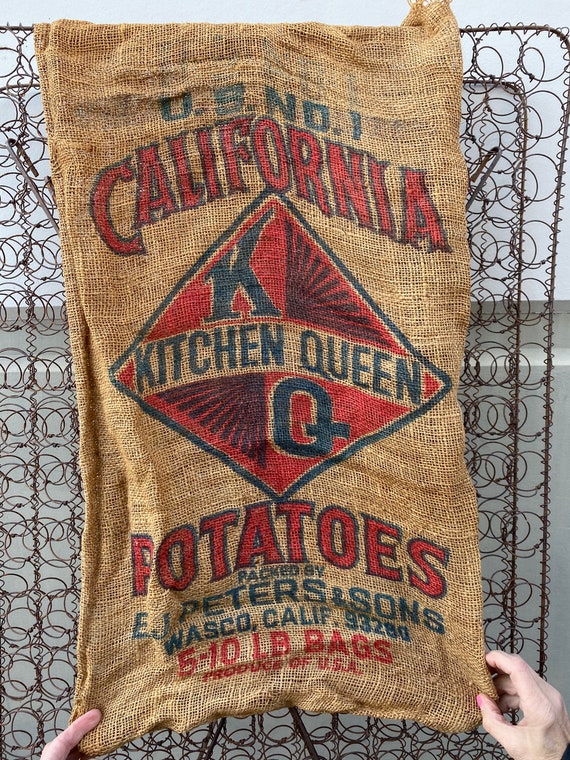 U.S. NO. 1
CALIFORNIA
K
KITCHEN QUEEN
Q
POTATOES
PACKED BY
E.J. PETERS & SONS
WASCO, CALIF 93280
5-10 LB BAGS
PRODUCE OF U.S.A.